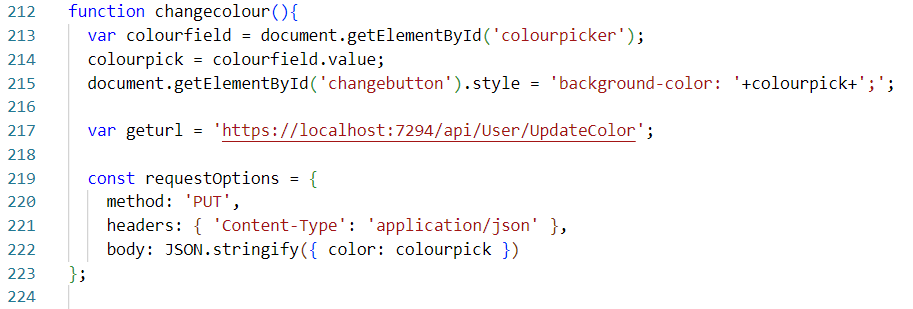 212 function changecolour(){
213 var colourfield = document.getElementById('colourpicker');
214 colourpick = colourfield.value;
215 document.getElementById('changebutton').style = 'background-color: '+colourpick+';';
216
217 var geturl = 'https://localhost:7294/api/User/UpdateColor';
218
219 const requestOptions = {
220 method: 'PUT',
221 headers: { 'Content-Type': 'application/json' },
222 body: JSON.stringify({ color: colourpick })
223 };
224